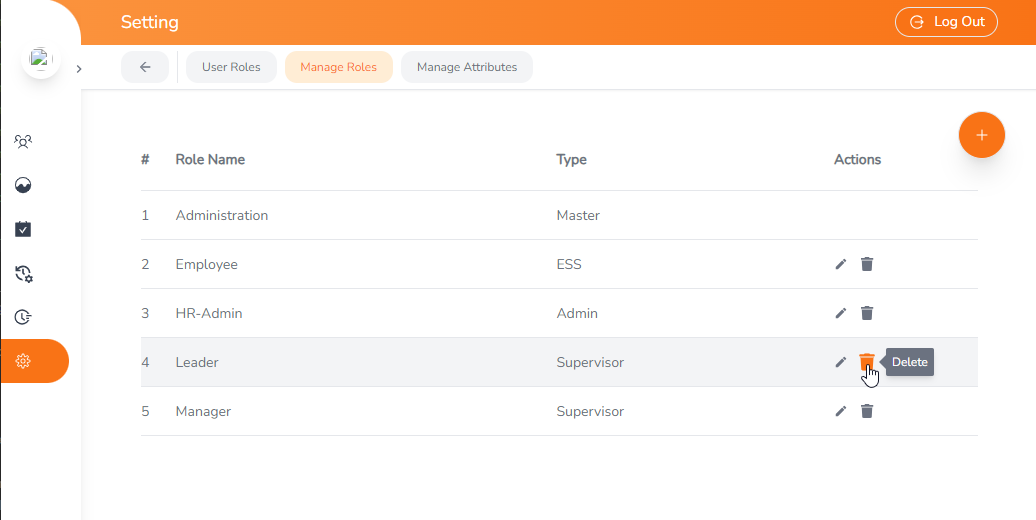 Setting
Log Out
User Roles
Manage Roles
Manage Attributes
# Role Name Type Actions
1 Administration Master
2 Employee ESS
3 HR-Admin Admin
4 Leader Supervisor Delete
5 Manager Supervisor